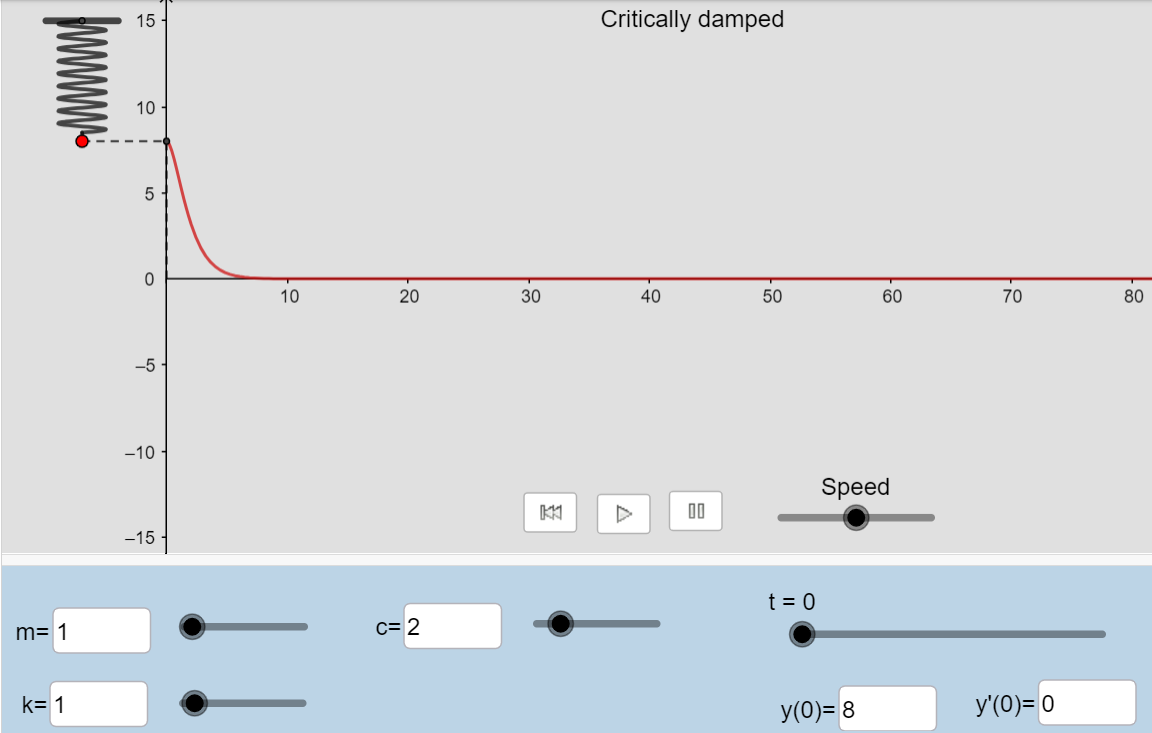 Critically damped
15
10
5
0
10 20 30 40 50 60 70 80
–5
–10
–15
Speed
t = 0
m= 1
c= 2
k= 1
y(0)= 8
y'(0)= 0